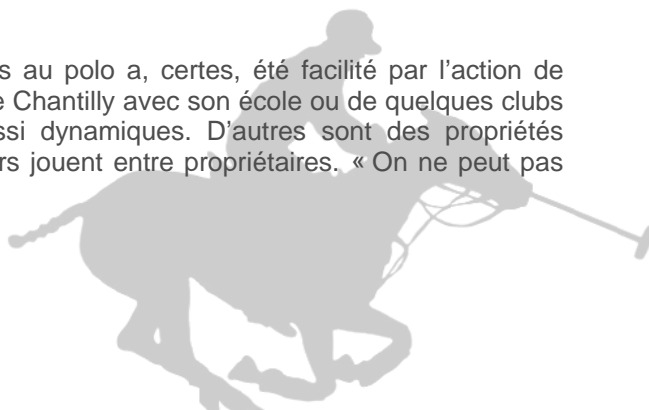 s au polo a, certes, été facilité par l’action de
e Chantilly avec son école ou de quelques clubs
ssi dynamiques. D’autres sont des propriétés
rs jouent entre propriétaires. « On ne peut pas